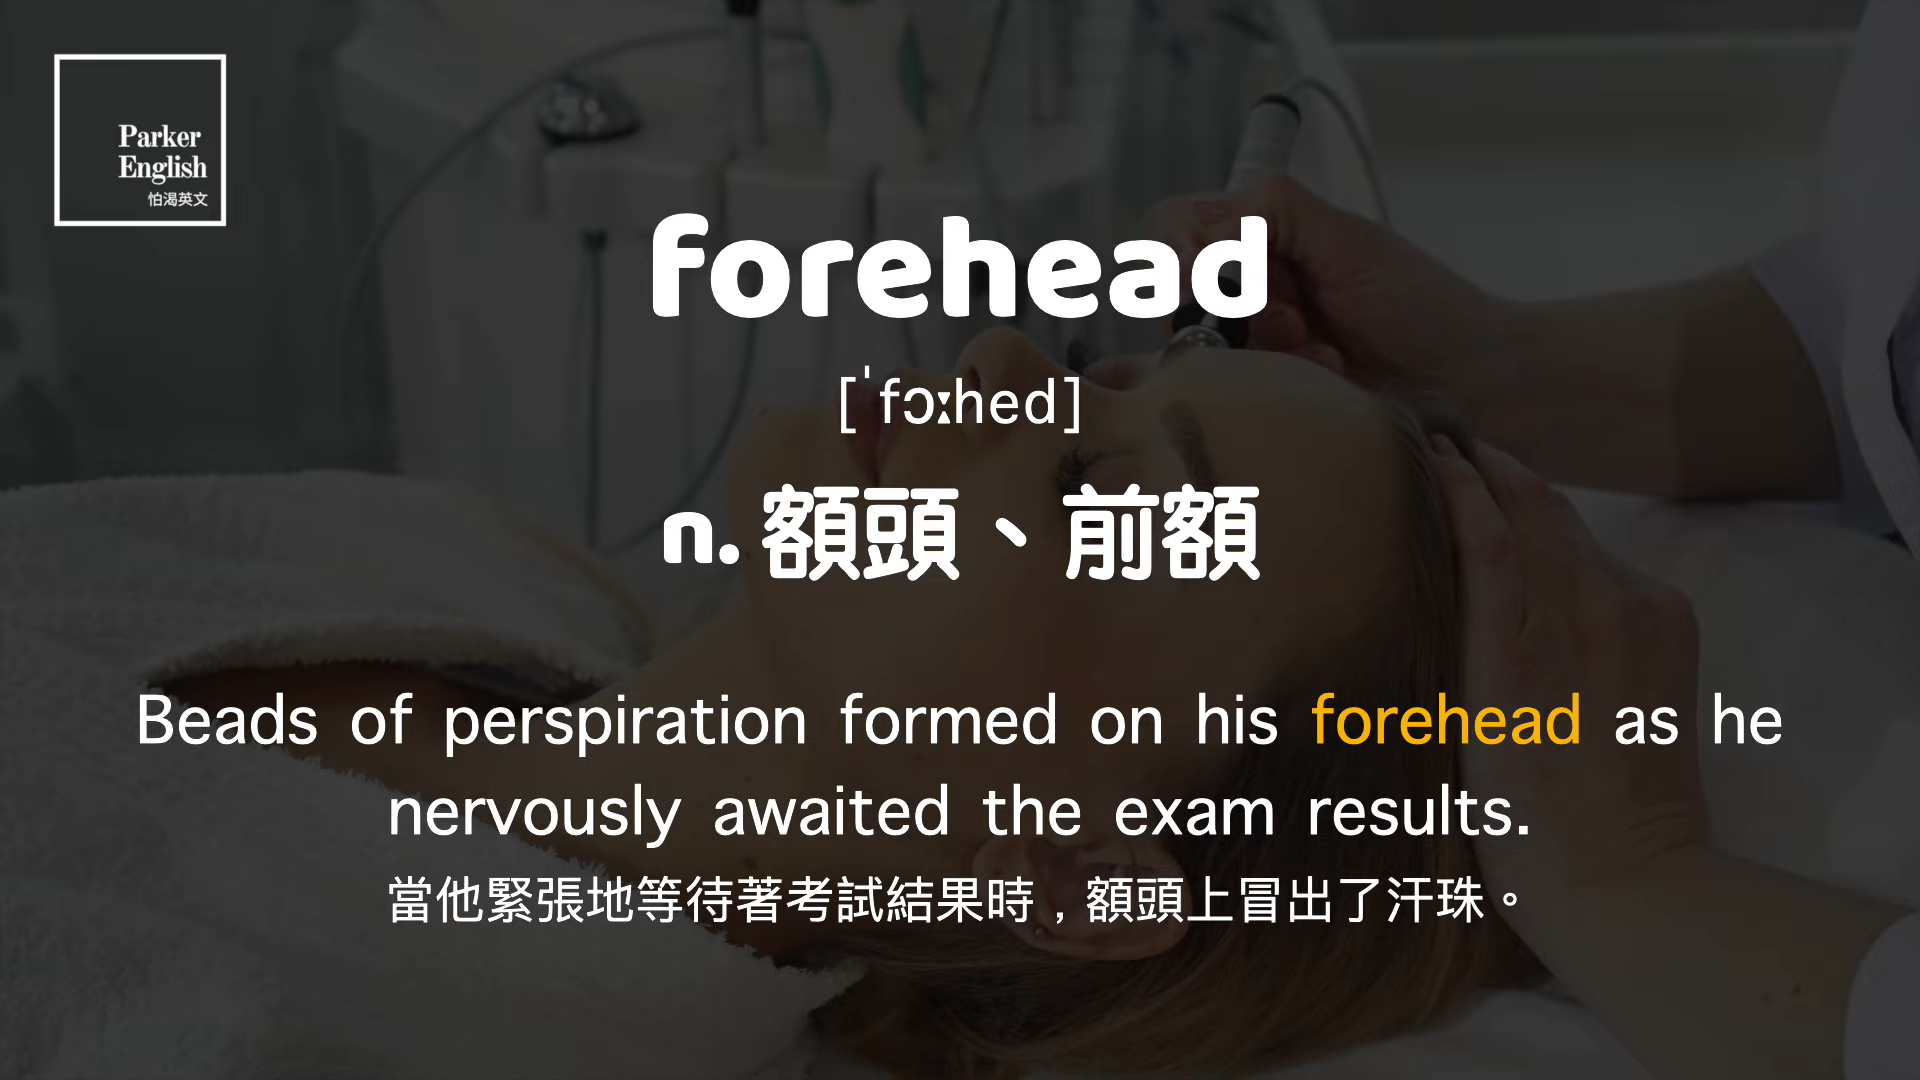 Parker
English
怕渴英文
forehead
[ˈfɔːhed]
n. 額頭、前額
Beads of perspiration formed on his forehead as he
nervously awaited the exam results.
當他緊張地等待著考試結果時，額頭上冒出了汗珠。